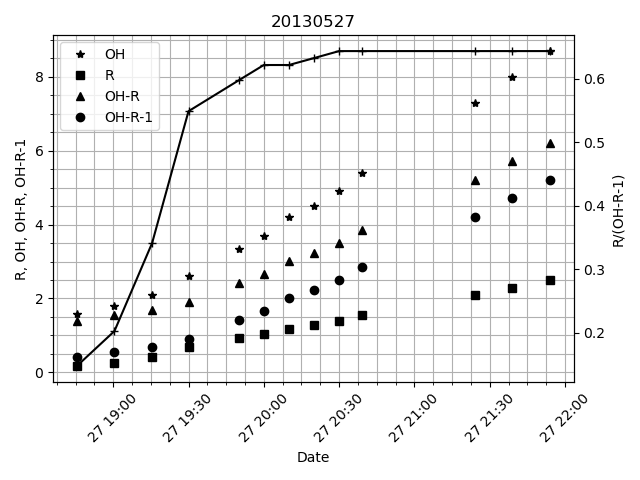 20130527
OH
R
OH-R
OH-R-1
R, OH, OH-R, OH-R-1
8
6
4
2
0
0.6
0.5
0.4
0.3
0.2
R/(OH-R-1)
27 19:00
27 19:30
27 20:00
27 20:30
27 21:00
27 21:30
27 22:00
Date